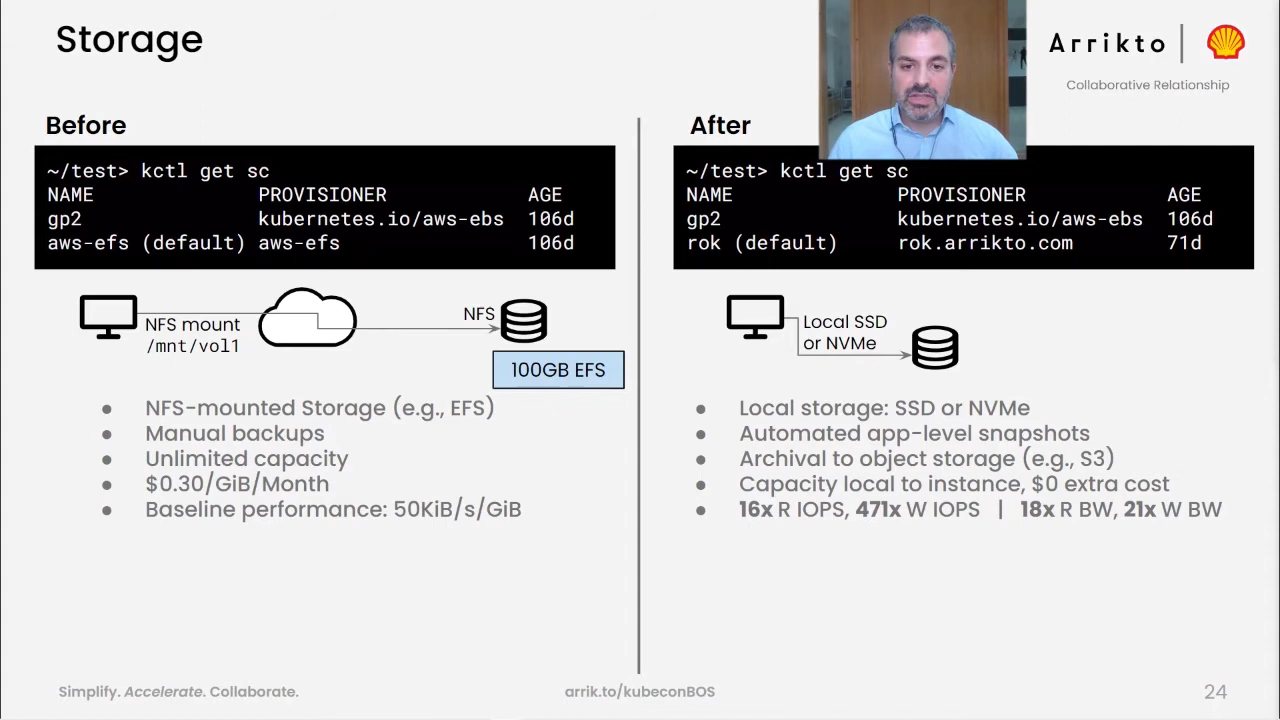 Storage
Arrikto
Collaborative Relationship
Before
~/test> kctl get sc
NAME PROVISIONER AGE
gp2 kubernetes.io/aws-ebs 106d
aws-efs (default) aws-efs 106d
NFS mount
/mnt/vol1
NFS
100GB EFS
● NFS-mounted Storage (e.g., EFS)
● Manual backups
● Unlimited capacity
● $0.30/GiB/Month
● Baseline performance: 50KiB/s/GiB
After
~/test> kctl get sc
NAME PROVISIONER AGE
gp2 kubernetes.io/aws-ebs 106d
rok (default) rok.arrikto.com 71d
Local SSD
or NVMe
● Local storage: SSD or NVMe
● Automated app-level snapshots
● Archival to object storage (e.g., S3)
● Capacity local to instance, $0 extra cost
● 16x R IOPS, 471x W IOPS | 18x R BW, 21x W BW
Simplify. Accelerate. Collaborate.
arrik.to/kubeconBOS
24